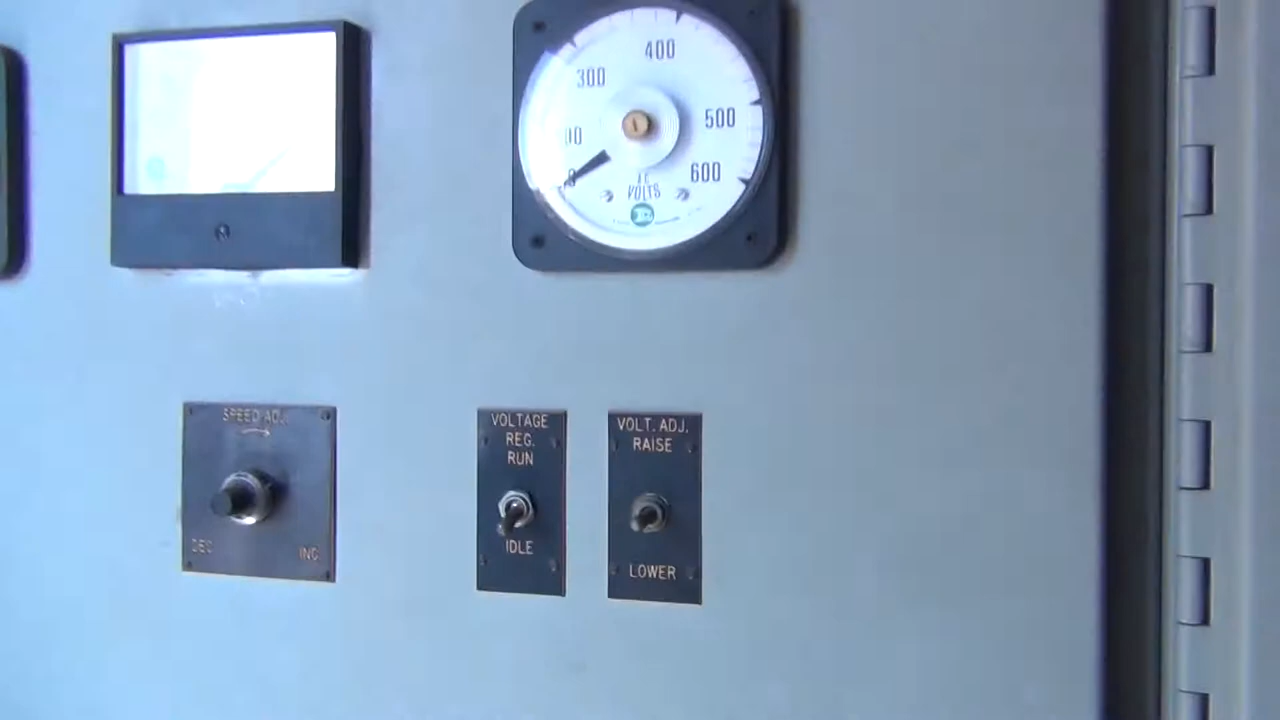 400
300
500
600
A.C.
VOLTS
SPEED ADJ.
DEC
INC
VOLTAGE
REG.
RUN
IDLE
VOLT. ADJ.
RAISE
LOWER